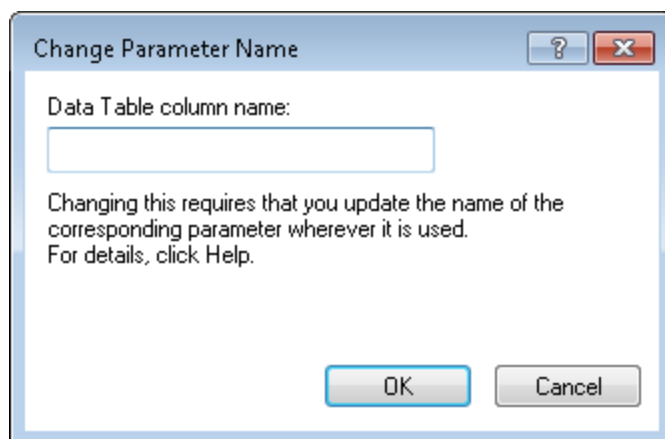 Change Parameter Name
?
Data Table column name:
Changing this requires that you update the name of the
corresponding parameter wherever it is used.
For details, click Help.
OK
Cancel